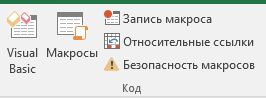 Visual
Basic
Макросы
Запись макроса
Относительные ссылки
Безопасность макросов
Код